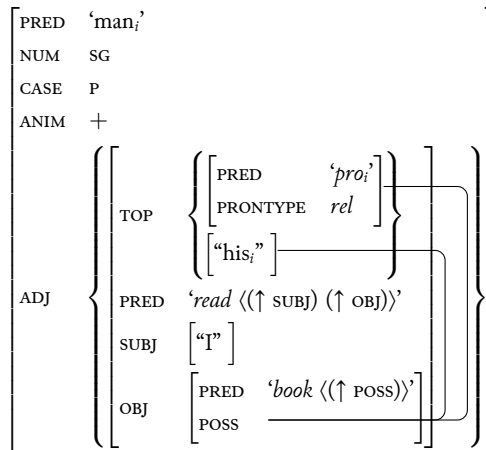 PRED ‘manᵢ’
NUM SG
CASE P
ANIM +
PRED ‘proᵢ’
TOP
PRONTYPE rel
[“hisᵢ”]
ADJ
PRED ‘read ⟨(↑ SUBJ) (↑ OBJ)⟩’
SUBJ [“I”]
PRED ‘book ⟨(↑ POSS)⟩’
OBJ
POSS